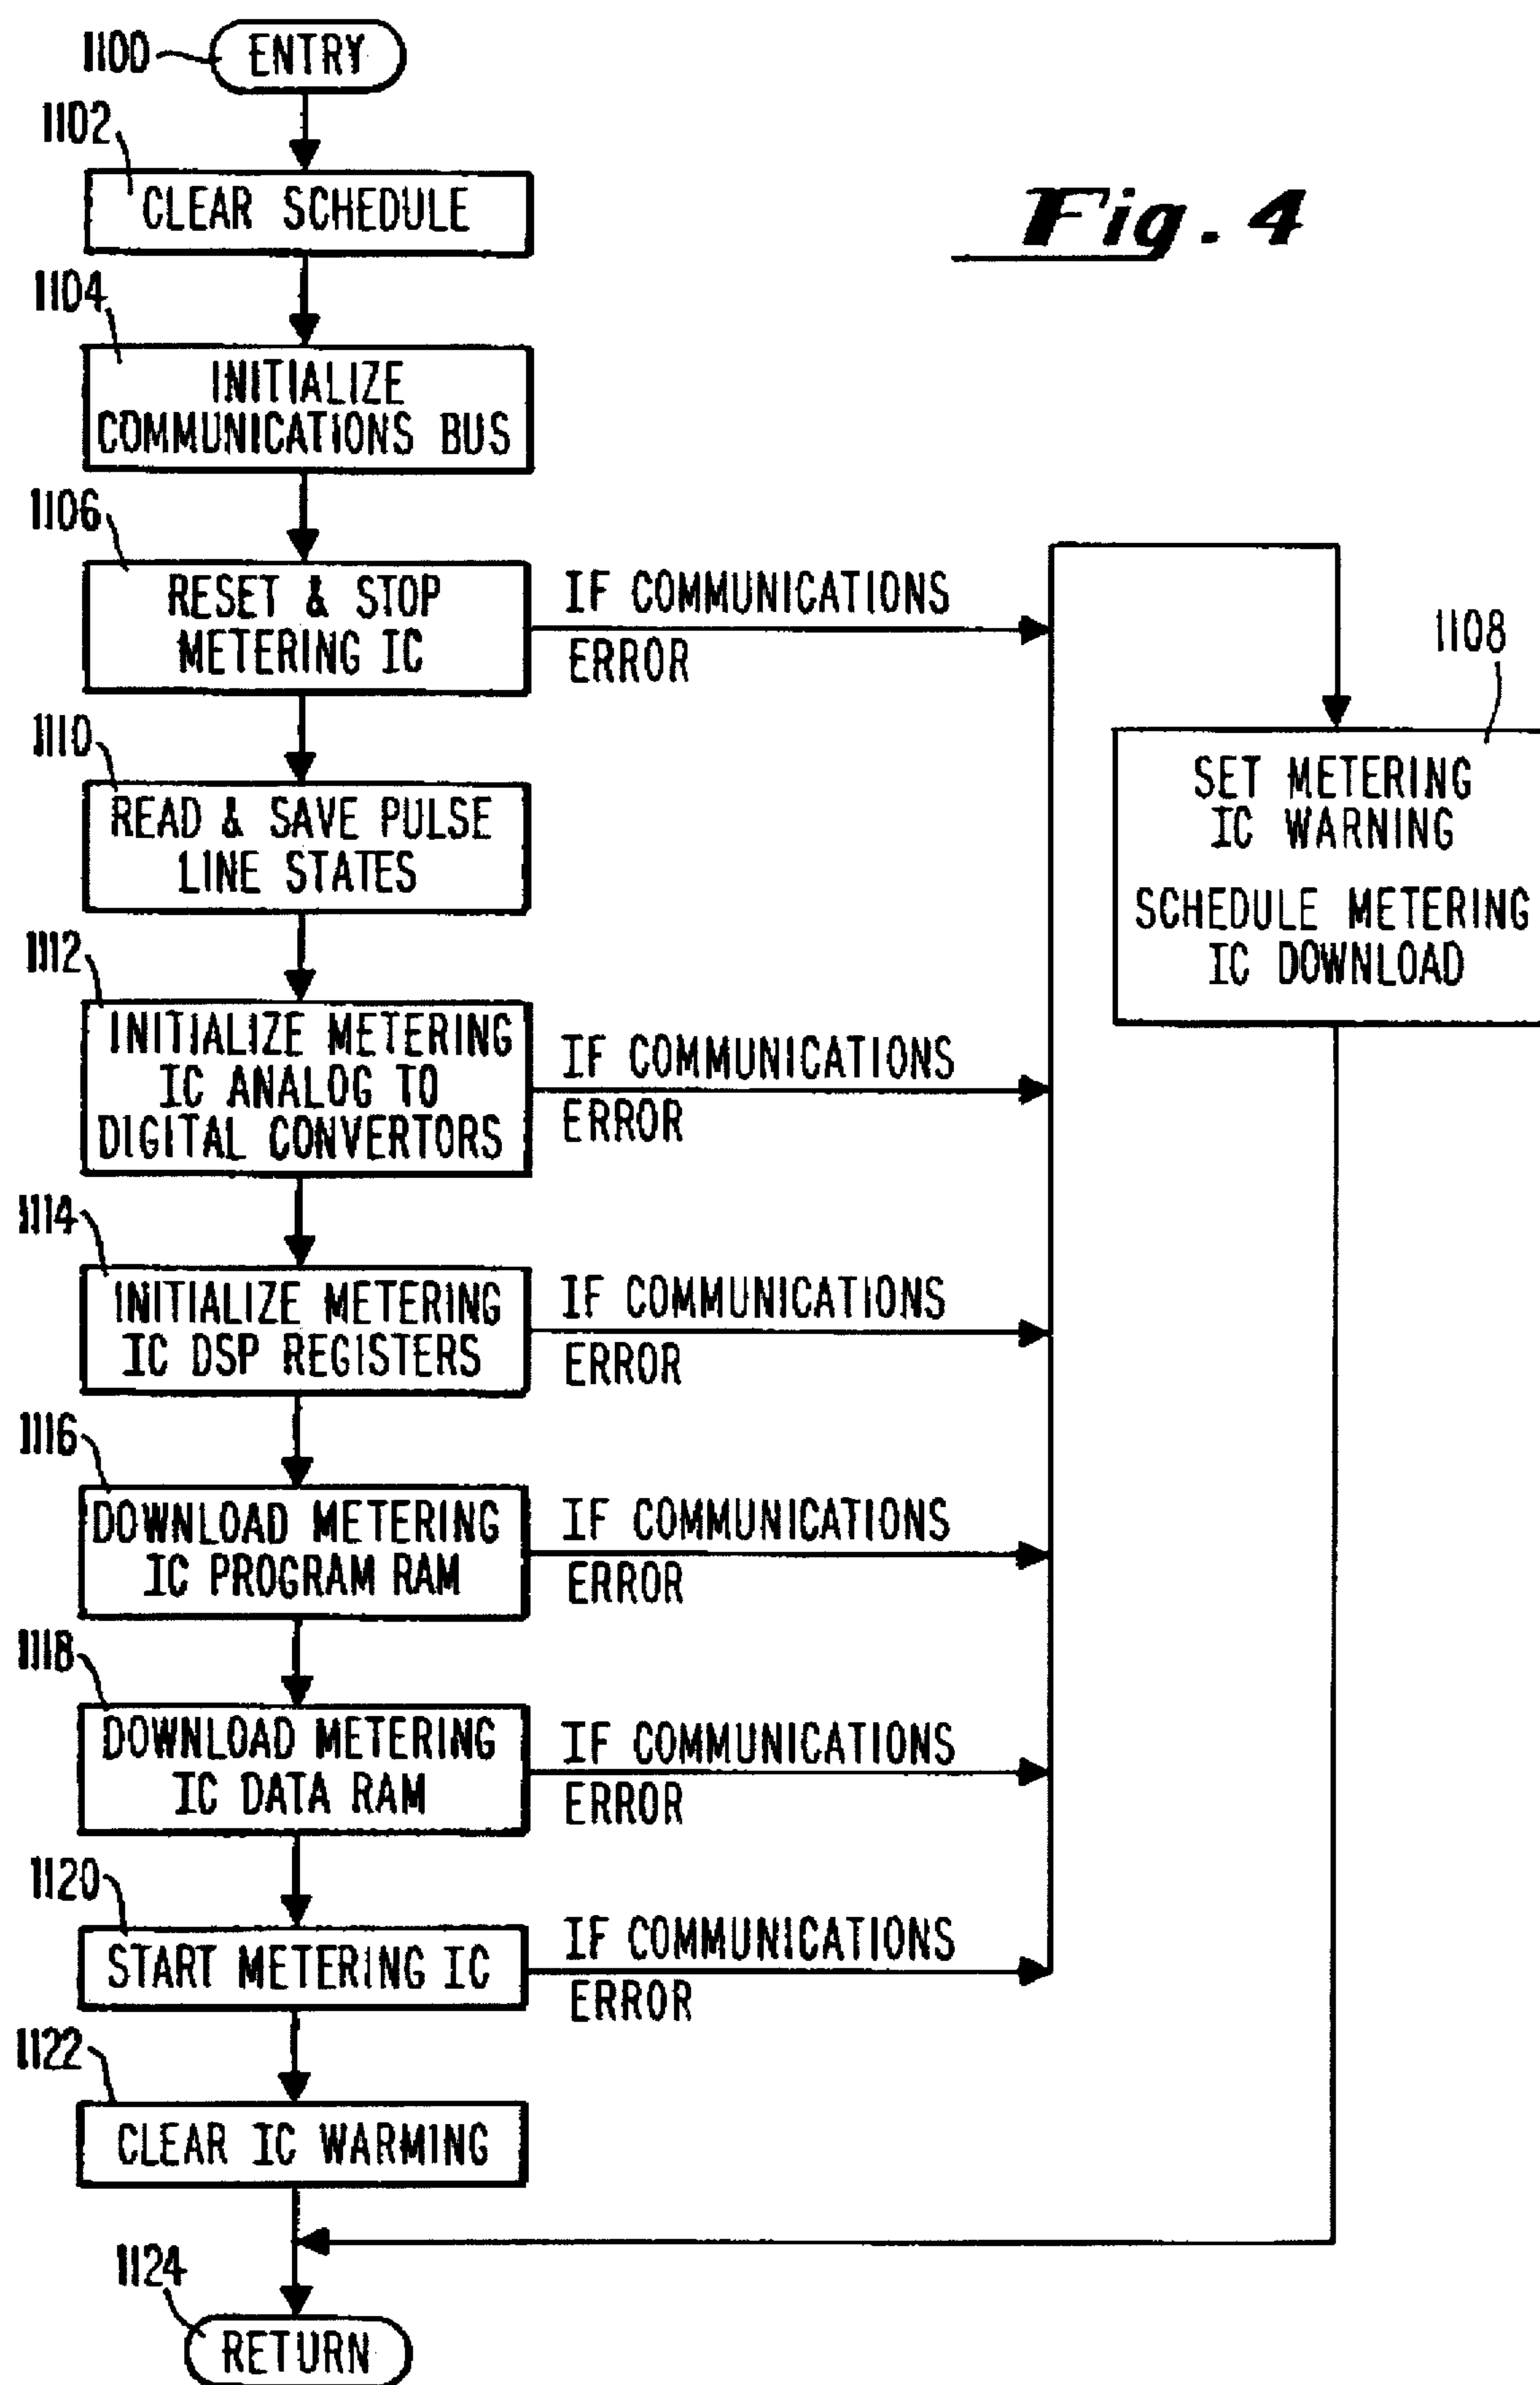 1100
ENTRY
1102
CLEAR SCHEDULE
Fig. 4
1104
INITIALIZE
COMMUNICATIONS BUS
1106
RESET & STOP
METERING IC
IF COMMUNICATIONS
ERROR
1108
SET METERING
IC WARNING
SCHEDULE METERING
IC DOWNLOAD
1110
READ & SAVE PULSE
LINE STATES
1112
INITIALIZE METERING
IC ANALOG TO
DIGITAL CONVERTORS
IF COMMUNICATIONS
ERROR
1114
INITIALIZE METERING
IC DSP REGISTERS
IF COMMUNICATIONS
ERROR
1116
DOWNLOAD METERING
IC PROGRAM RAM
IF COMMUNICATIONS
ERROR
1118
DOWNLOAD METERING
IC DATA RAM
IF COMMUNICATIONS
ERROR
1120
START METERING IC
IF COMMUNICATIONS
ERROR
1122
CLEAR IC WARMING
1124
RETURN